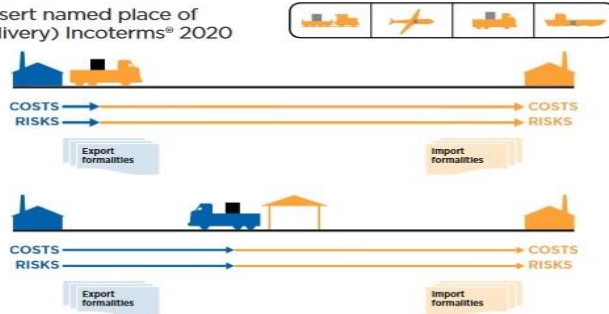 sert named place of
livery) Incoterms® 2020
COSTS COSTS
RISKS RISKS
Export
formalities
Import
formalities
COSTS COSTS
RISKS RISKS
Export
formalities
Import
formalities